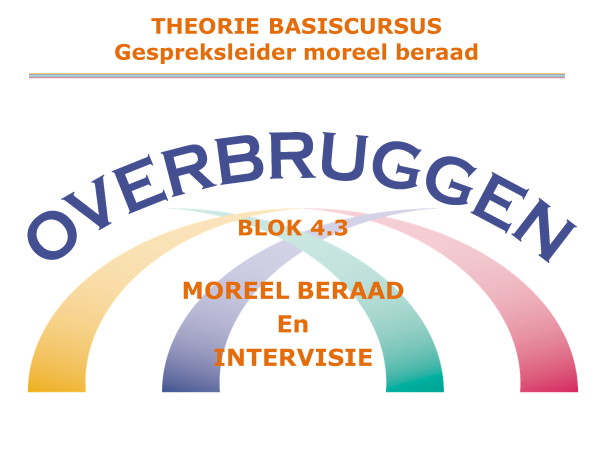 THEORIE BASISCURSUS
Gespreksleider moreel beraad
OVERBRUGGEN
BLOK 4.3
MOREEL BERAAD
En
INTERVISIE